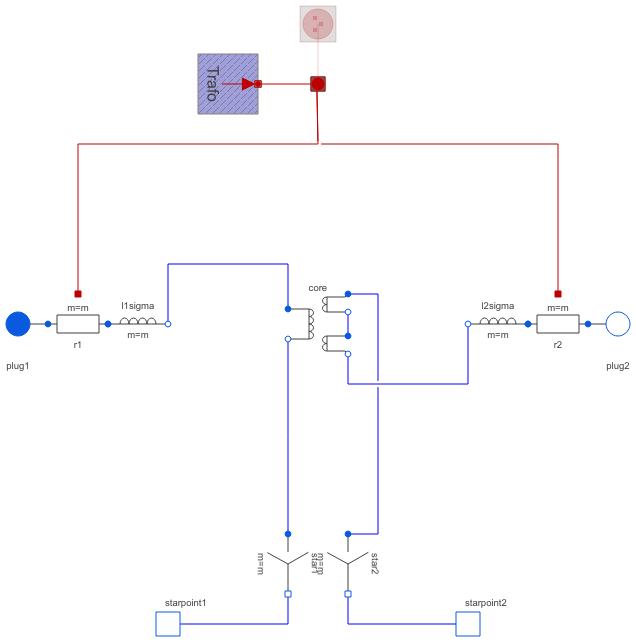 Trafo
core
m=m
l1sigma
l2sigma
m=m
r1
m=m
m=m
r2
plug1
plug2
m=m
star1
m=m
star2
starpoint1
starpoint2